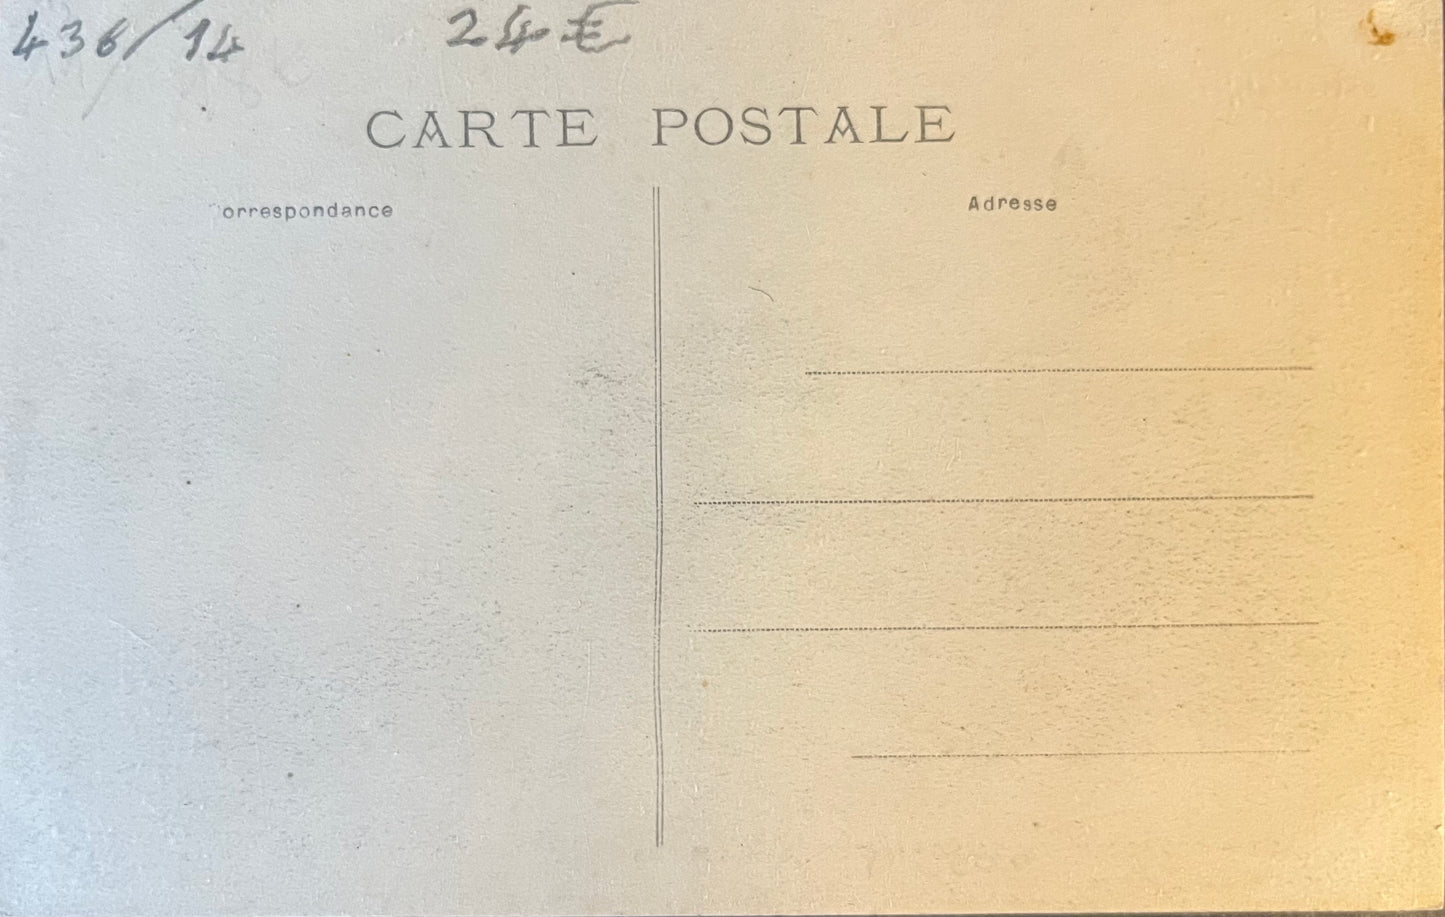 436/14 24€
CARTE POSTALE
orrespondance Adresse